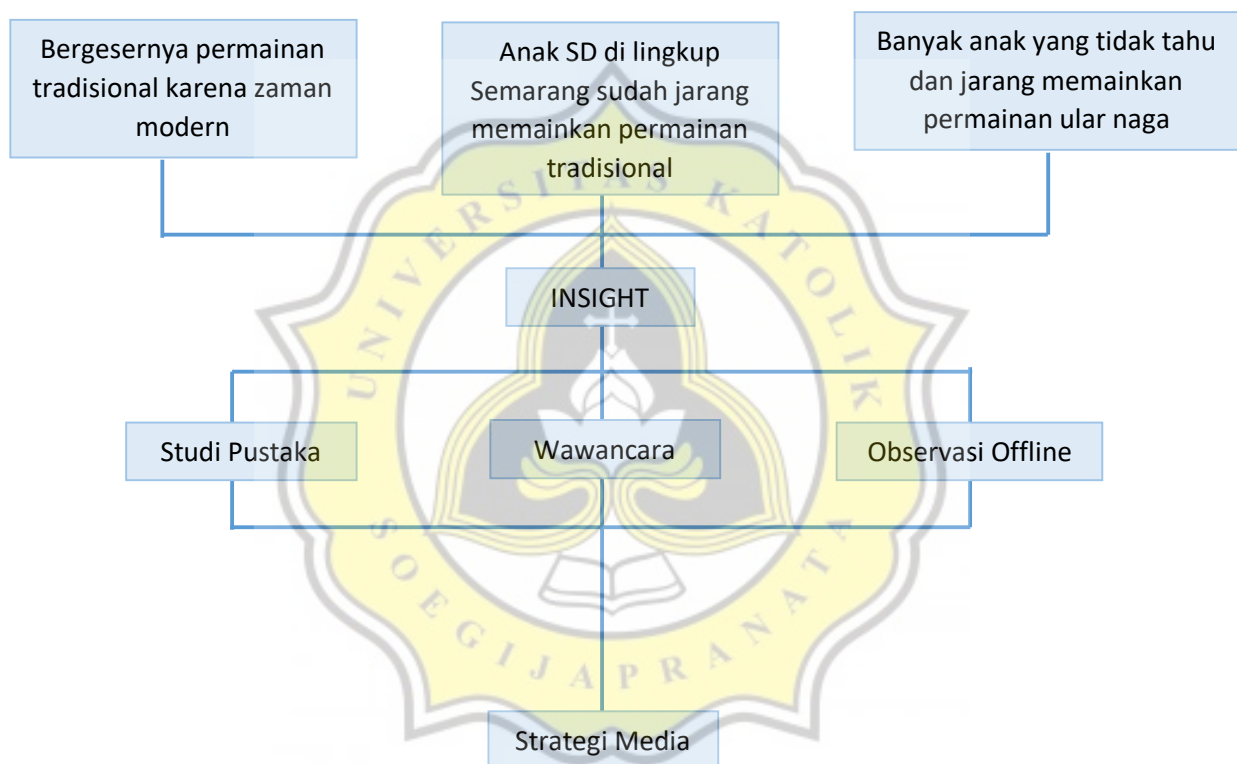 Bergesernya permainan
tradisional karena zaman
modern
Anak SD di lingkup
Semarang sudah jarang
memainkan permainan
tradisional
Banyak anak yang tidak tahu
dan jarang memainkan
permainan ular naga
INSIGHT
Studi Pustaka
Wawancara
Observasi Offline
Strategi Media
UNIVERSITAS KATOLIK
SOEGIJAPRANATA